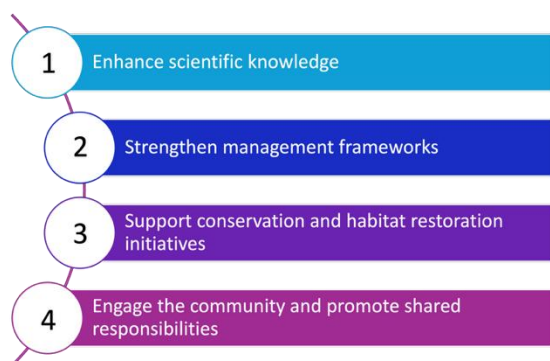 1
Enhance scientific knowledge
2
Strengthen management frameworks
3
Support conservation and habitat restoration
initiatives
4
Engage the community and promote shared
responsibilities